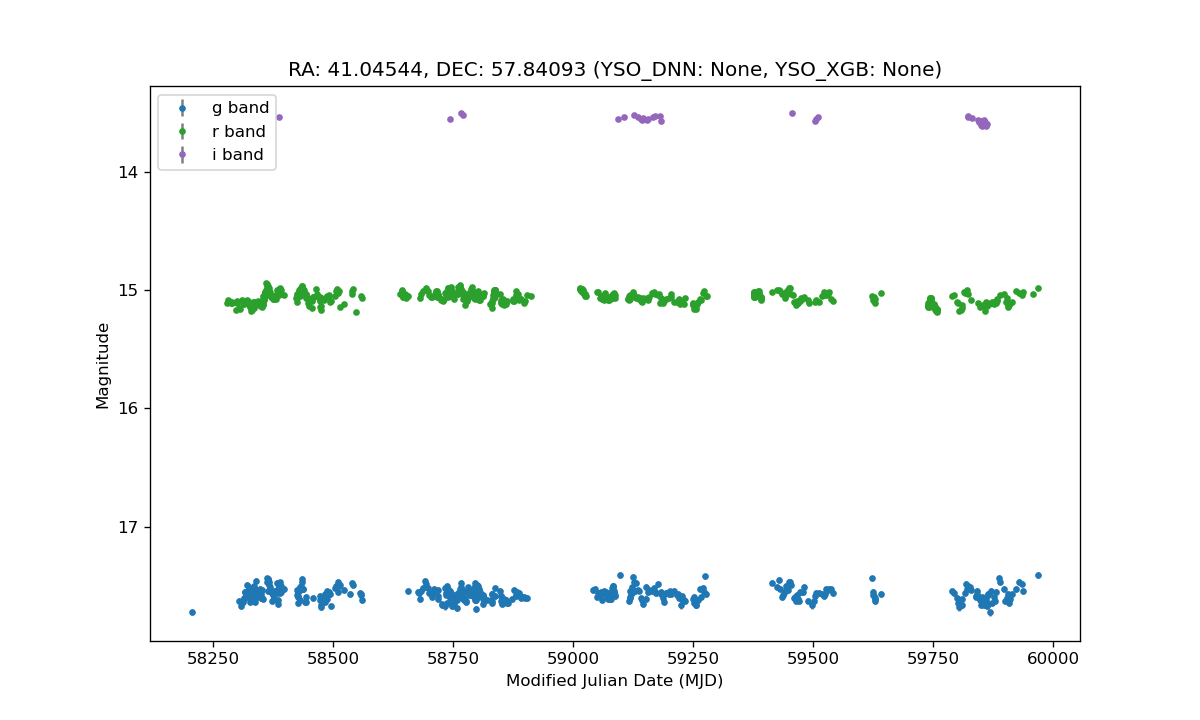 RA: 41.04544, DEC: 57.84093 (YSO_DNN: None, YSO_XGB: None)
g band
r band
i band
14
15
16
17
Magnitude
58250 58500 58750 59000 59250 59500 59750 60000
Modified Julian Date (MJD)